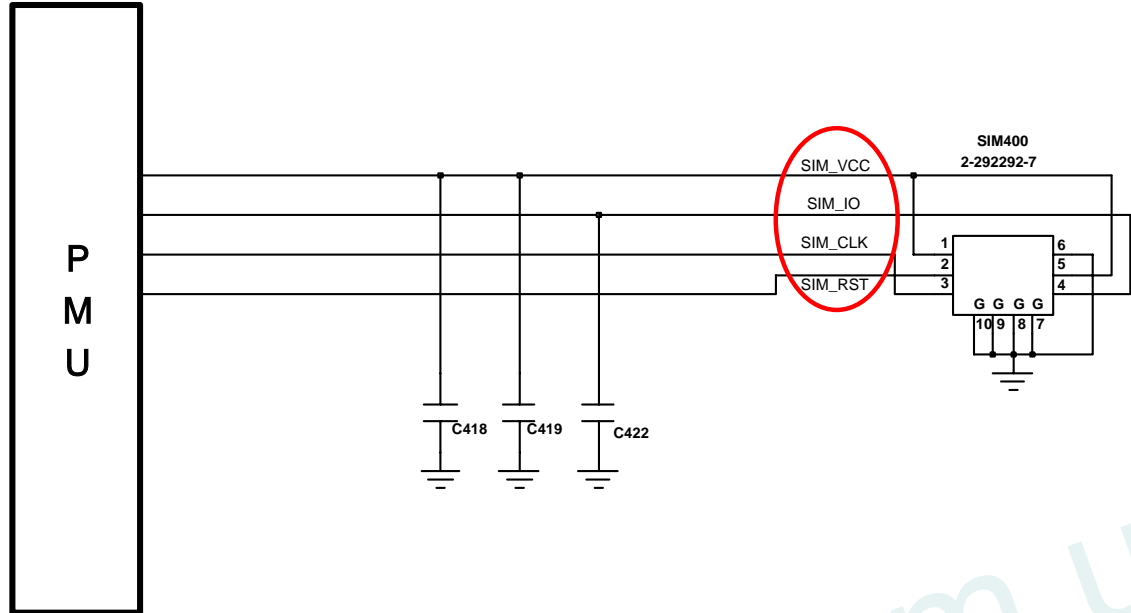 SIM400
2-292292-7
SIM_VCC
SIM_IO
SIM_CLK
SIM_RST
P
M
U
1
2
3
6
5
4
G G G G
10 9 8 7
C418
C419
C422
m u